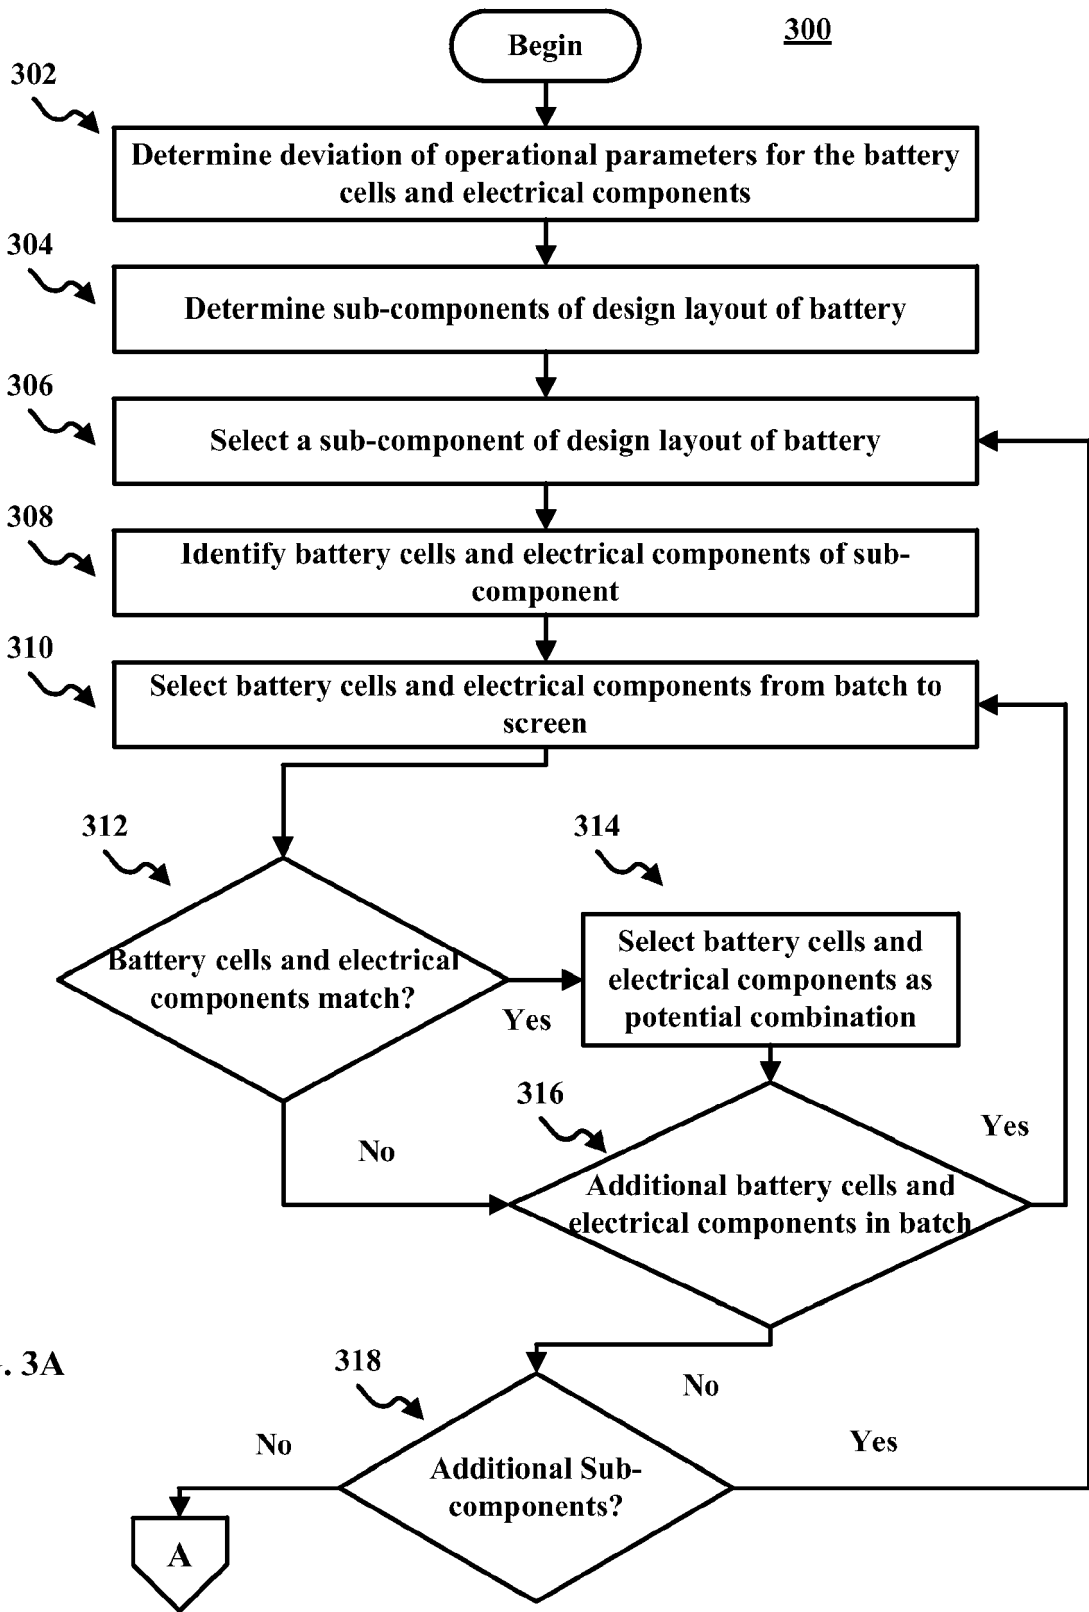 Begin
300
302
Determine deviation of operational parameters for the battery
cells and electrical components
304
Determine sub-components of design layout of battery
306
Select a sub-component of design layout of battery
308
Identify battery cells and electrical components of sub-
component
310
Select battery cells and electrical components from batch to
screen
312
314
Battery cells and electrical
components match?
Yes
Select battery cells and
electrical components as
potential combination
316
Yes
No
Additional battery cells and
electrical components in batch
. 3A
318
No
No
Yes
Additional Sub-
components?
A